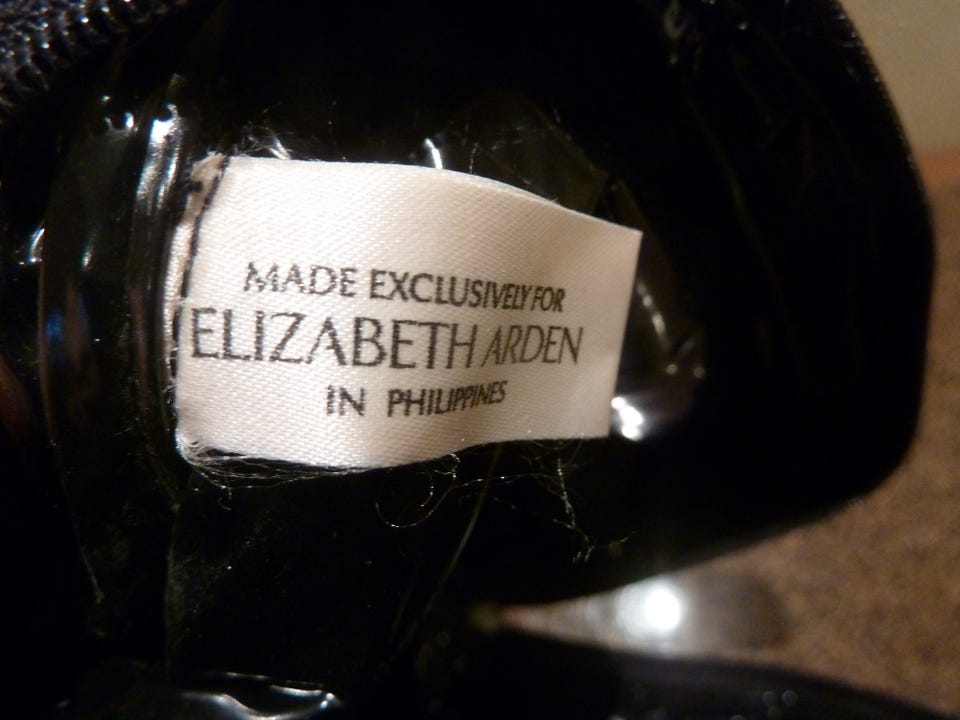 MADE EXCLUSIVELY FOR
ELIZABETH ARDEN
IN PHILIPPINES